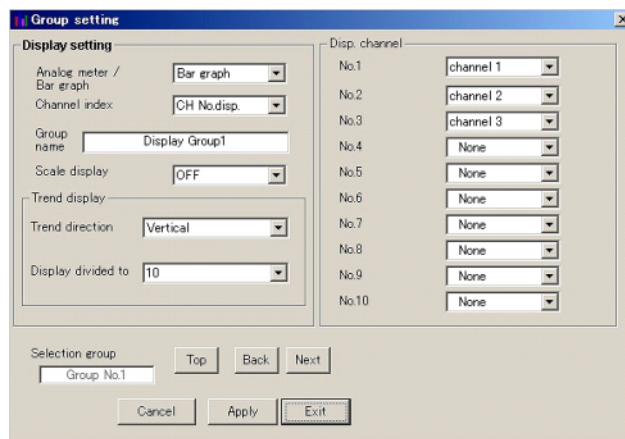 Group setting
Display setting
Analog meter /
Bar graph
Bar graph
Channel index
CH No.disp.
Group
name
Display Group1
Scale display
OFF
Trend display
Trend direction
Vertical
Display divided to
10
Disp. channel
No.1
channel 1
No.2
channel 2
No.3
channel 3
No.4
None
No.5
None
No.6
None
No.7
None
No.8
None
No.9
None
No.10
None
Selection group
Group No.1
Top
Back
Next
Cancel
Apply
Exit